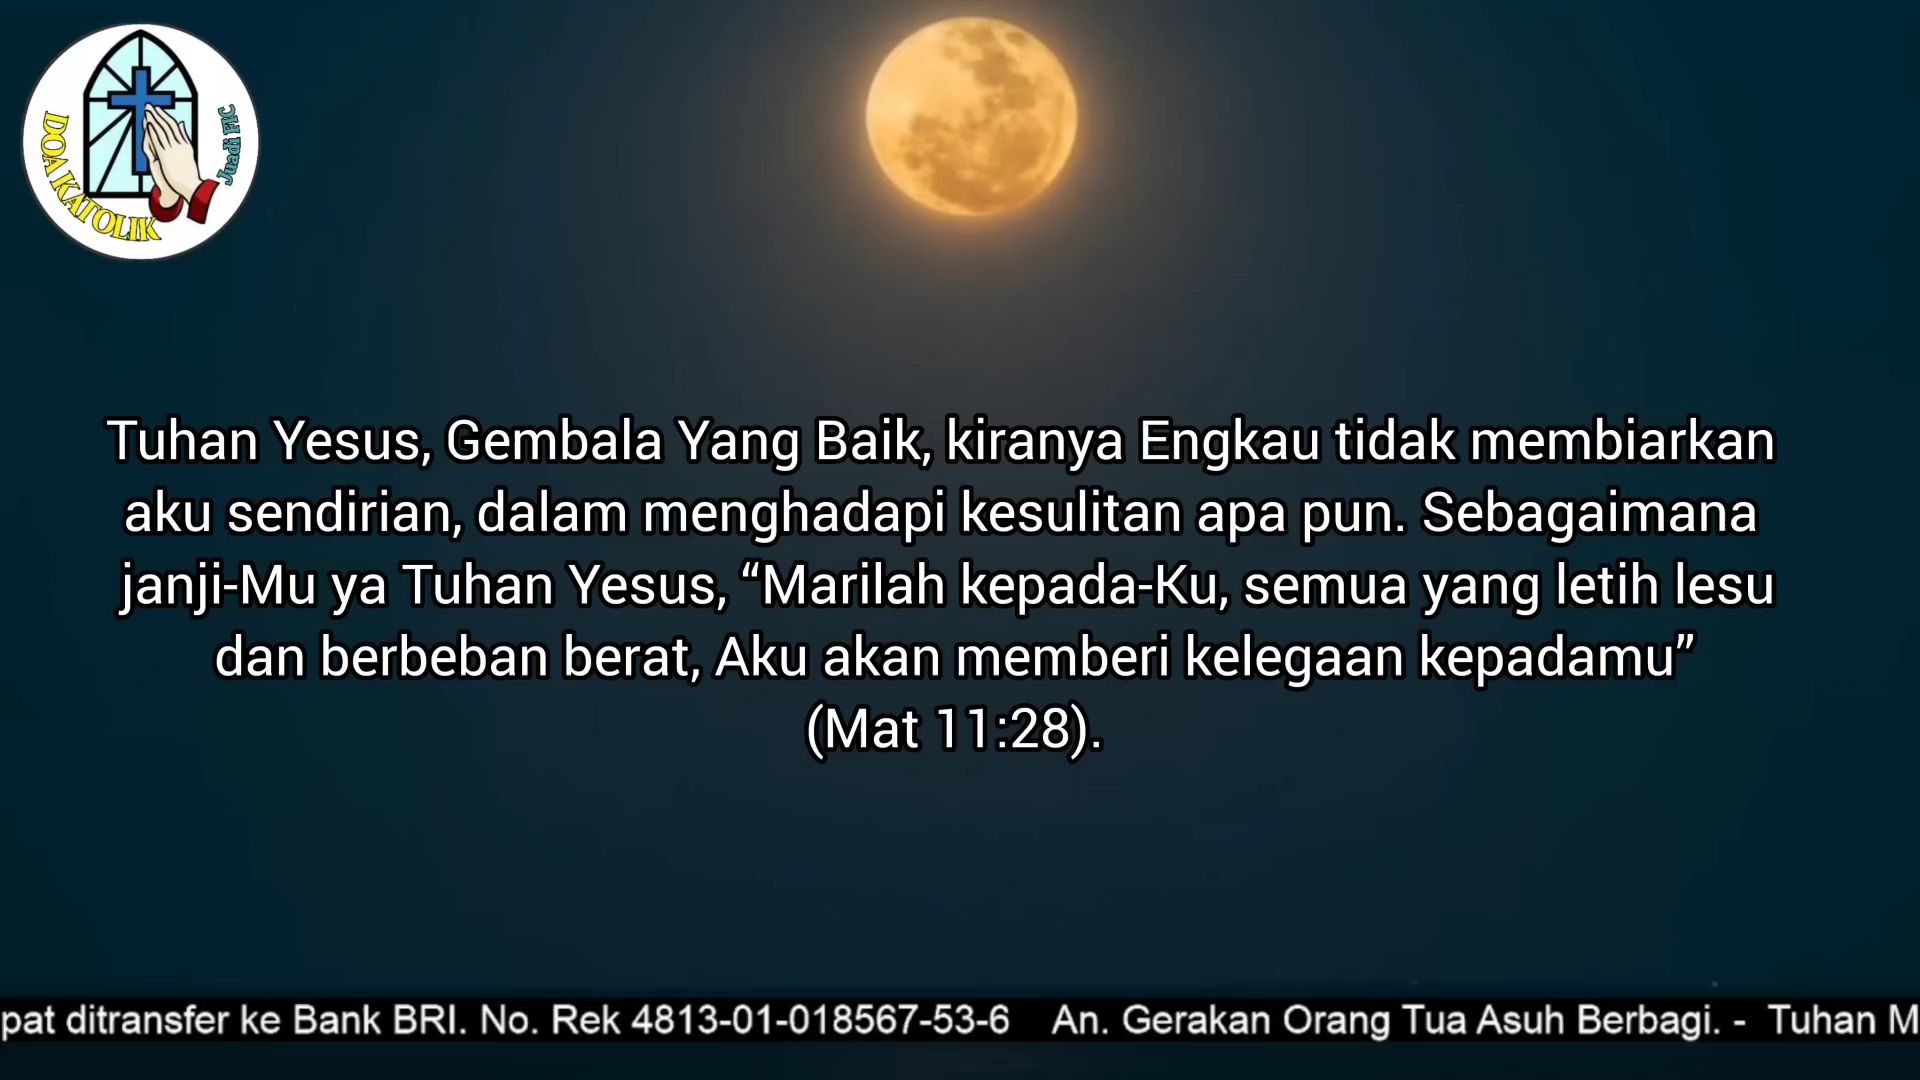 DOA KATOLIK
Juadi FIC
Tuhan Yesus, Gembala Yang Baik, kiranya Engkau tidak membiarkan
aku sendirian, dalam menghadapi kesulitan apa pun. Sebagaimana
janji-Mu ya Tuhan Yesus, “Marilah kepada-Ku, semua yang letih lesu
dan berbeban berat, Aku akan memberi kelegaan kepadamu”
(Mat 11:28).
pat ditransfer ke Bank BRI. No. Rek 4813-01-018567-53-6 An. Gerakan Orang Tua Asuh Berbagi. - Tuhan M